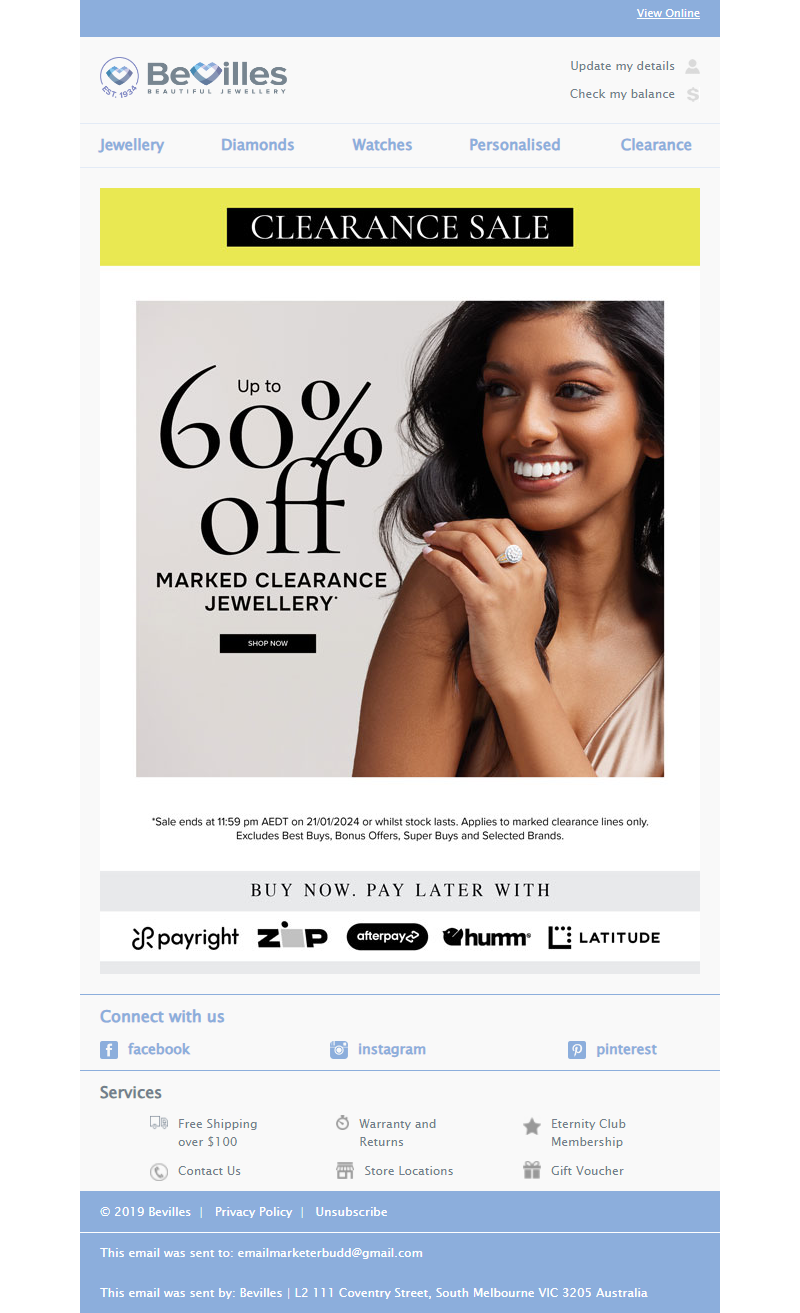 View Online
BeVilles
BEAUTIFUL JEWELLERY
EST. 1934
Update my details
Check my balance
$
Jewellery Diamonds Watches Personalised Clearance
CLEARANCE SALE
Up to
60%
off
MARKED CLEARANCE
JEWELLERY*
SHOP NOW
*Sale ends at 11:59 pm AEDT on 21/01/2024 or whilst stock lasts. Applies to marked clearance lines only.
Excludes Best Buys, Bonus Offers, Super Buys and Selected Brands.
BUY NOW. PAY LATER WITH
payright zip afterpay humm® LATITUDE
Connect with us
facebook instagram pinterest
Services
Free Shipping
over $100
Warranty and
Returns
Eternity Club
Membership
Contact Us Store Locations Gift Voucher
© 2019 Bevilles | Privacy Policy | Unsubscribe
This email was sent to: emailmarketerbudd@gmail.com
This email was sent by: Bevilles | L2 111 Coventry Street, South Melbourne VIC 3205 Australia